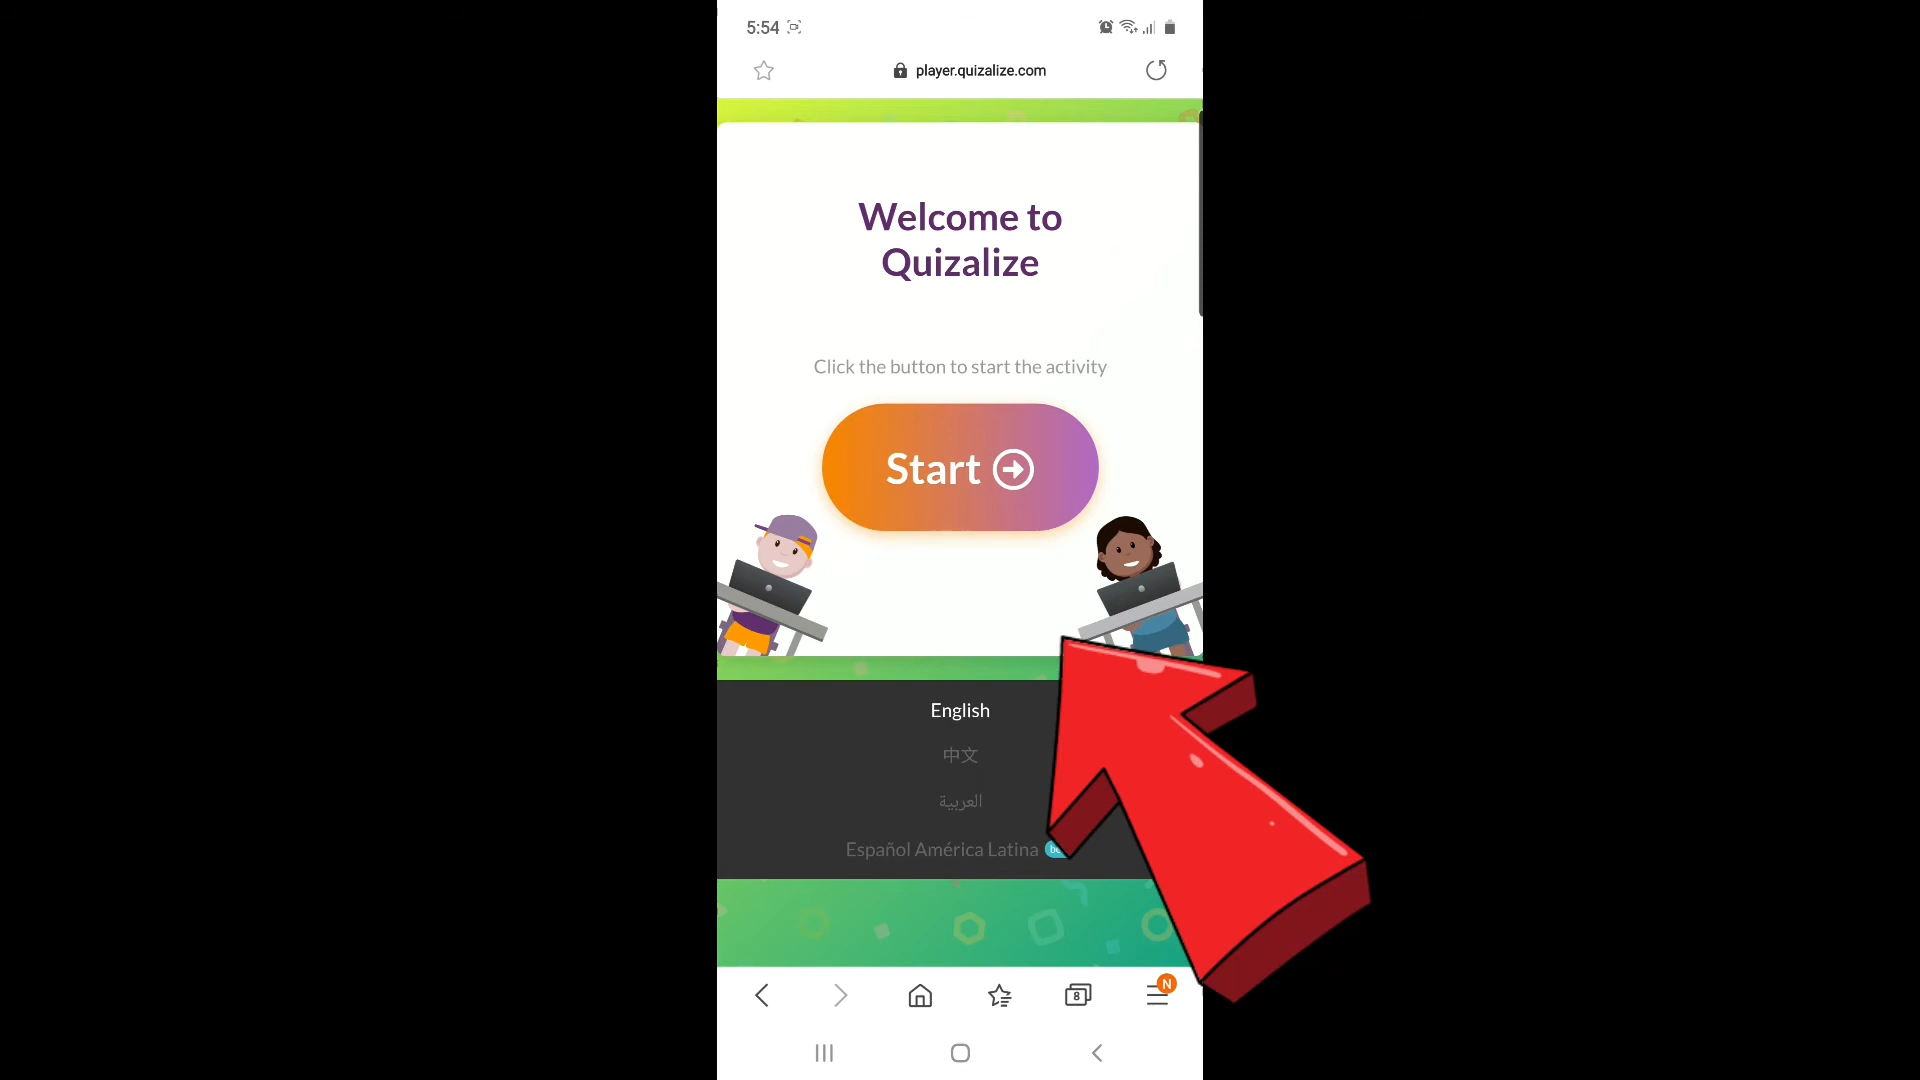 5:54
player.quizalize.com
Welcome to
Quizalize
Click the button to start the activity
Start
English
中文
العربية
Español América Latina
8
N